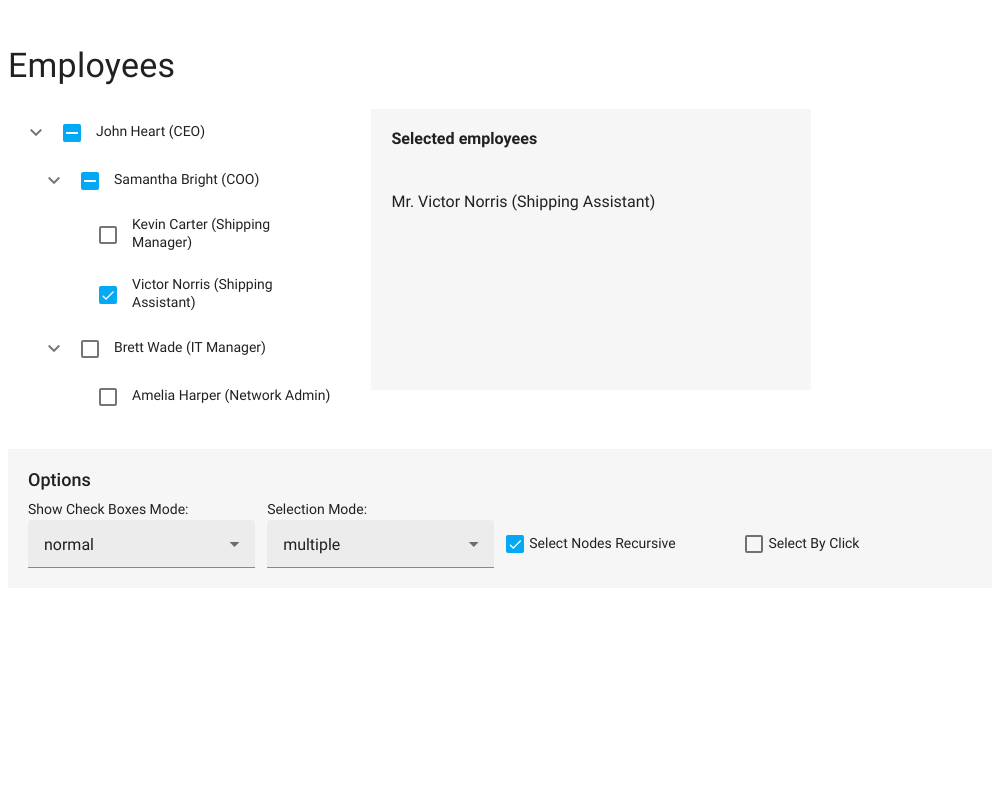 Employees
John Heart (CEO)
Samantha Bright (COO)
Kevin Carter (Shipping
Manager)
Victor Norris (Shipping
Assistant)
Brett Wade (IT Manager)
Amelia Harper (Network Admin)
Selected employees
Mr. Victor Norris (Shipping Assistant)
Options
Show Check Boxes Mode:
normal
Selection Mode:
multiple
Select Nodes Recursive
Select By Click